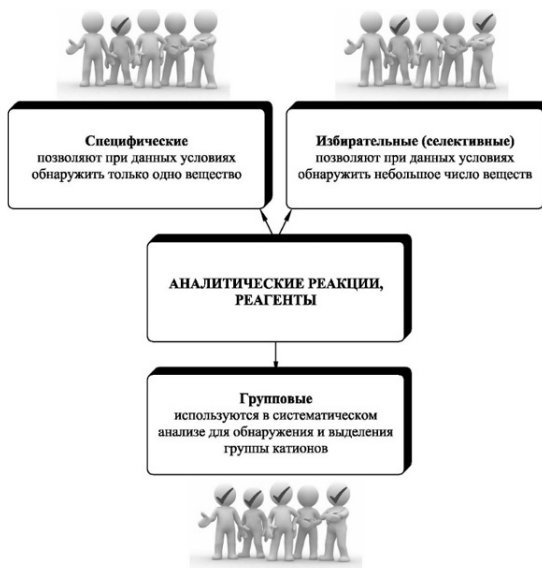 Специфические
позволяют при данных условиях
обнаружить только одно вещество
Избирательные (селективные)
позволяют при данных условиях
обнаружить небольшое число веществ
АНАЛИТИЧЕСКИЕ РЕАКЦИИ,
РЕАГЕНТЫ
Групповые
используются в систематическом
анализе для обнаружения и выделения
группы катионов